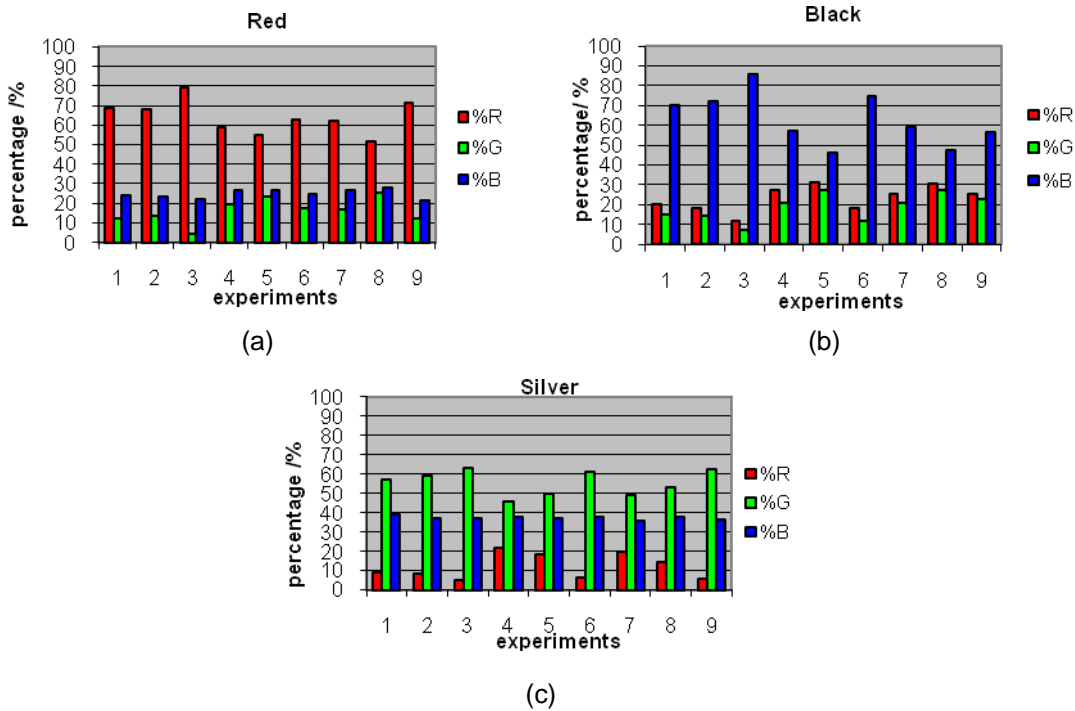 Red
100
90
80
70
60
50
40
30
20
10
0
percentage /%
1 2 3 4 5 6 7 8 9
experiments
%R
%G
%B
(a)
Black
100
90
80
70
60
50
40
30
20
10
0
percentage/ %
1 2 3 4 5 6 7 8 9
experiments
%R
%G
%B
(b)
Silver
100
90
80
70
60
50
40
30
20
10
0
percentage /%
1 2 3 4 5 6 7 8 9
experiments
%R
%G
%B
(c)